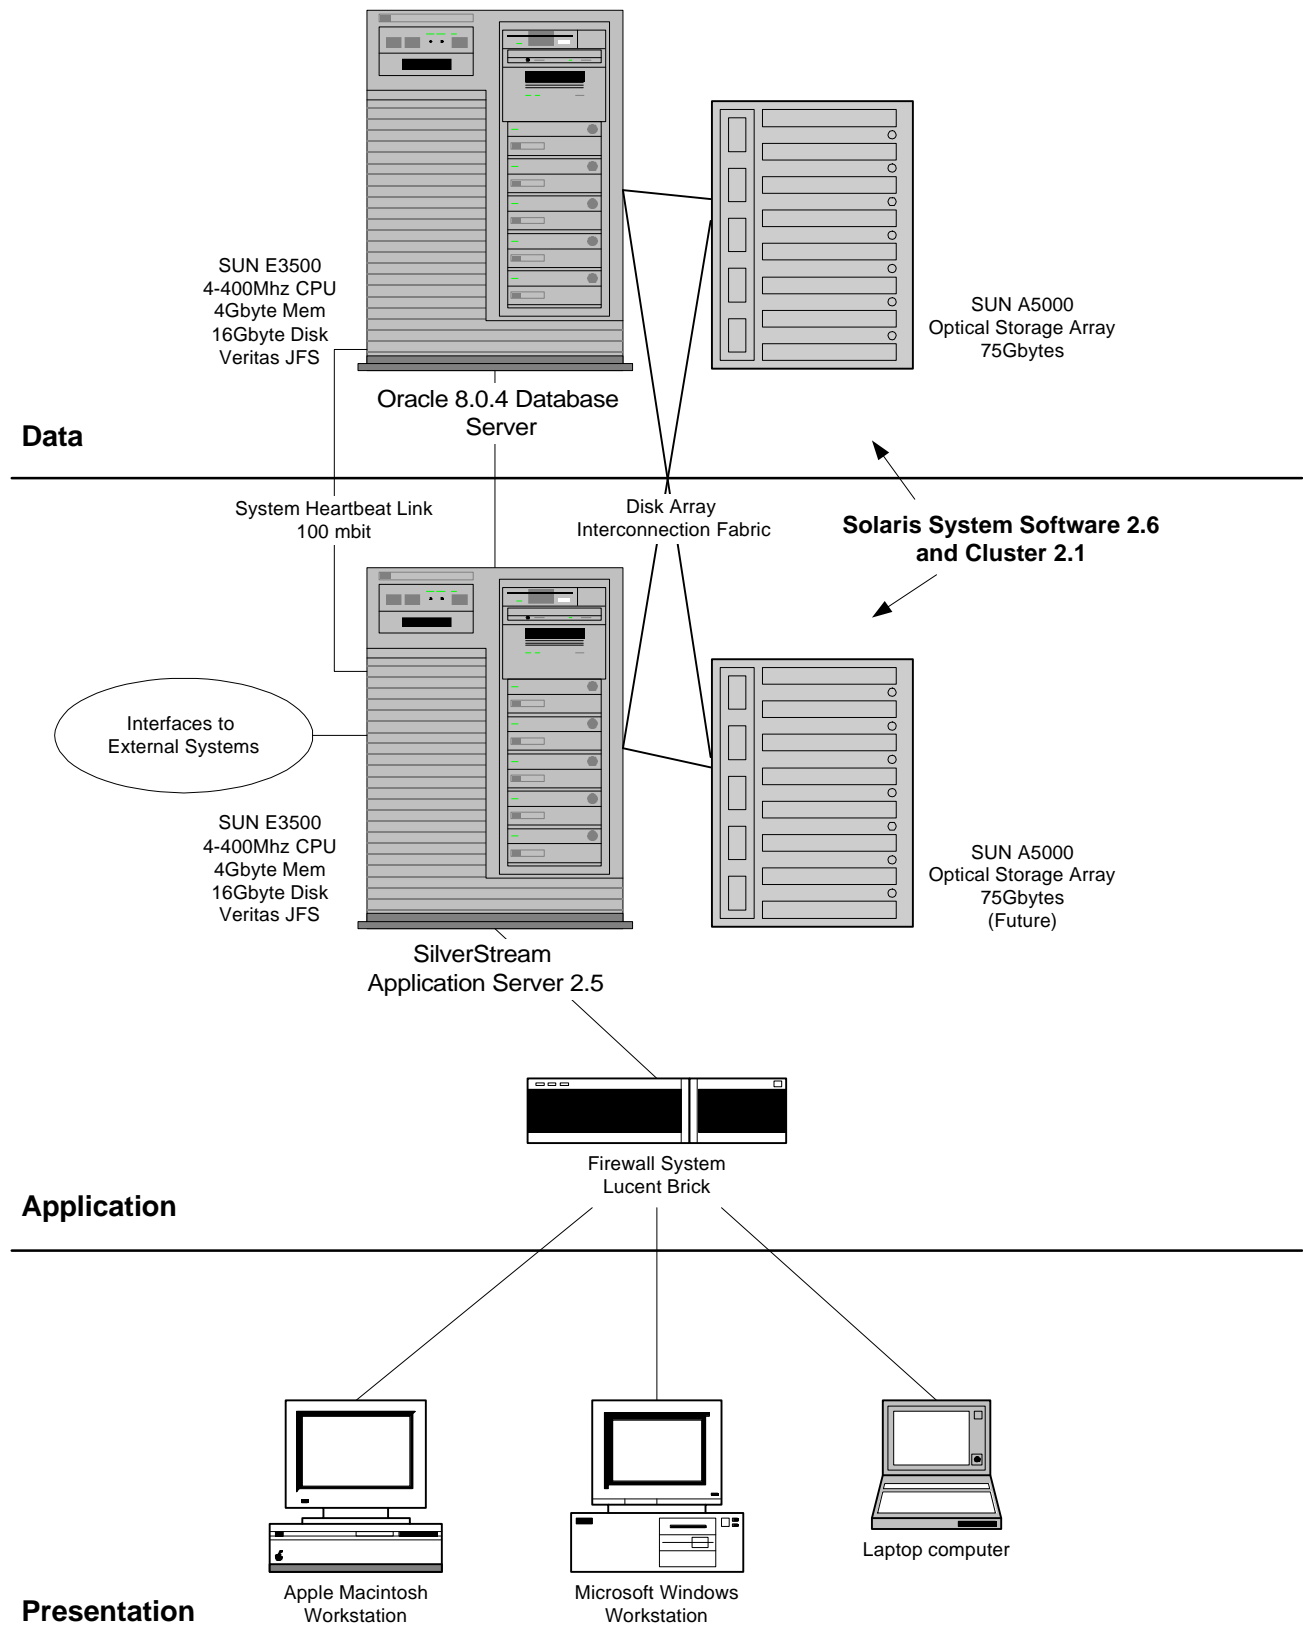 SUN E3500
4-400Mhz CPU
4Gbyte Mem
16Gbyte Disk
Veritas JFS
SUN A5000
Optical Storage Array
75Gbytes
Oracle 8.0.4 Database
Server
Data
System Heartbeat Link
100 mbit
Disk Array
Interconnection Fabric
Solaris System Software 2.6
and Cluster 2.1
Interfaces to
External Systems
SUN E3500
4-400Mhz CPU
4Gbyte Mem
16Gbyte Disk
Veritas JFS
SUN A5000
Optical Storage Array
75Gbytes
(Future)
SilverStream
Application Server 2.5
Firewall System
Lucent Brick
Application
Apple Macintosh
Workstation
Microsoft Windows
Workstation
Laptop computer
Presentation